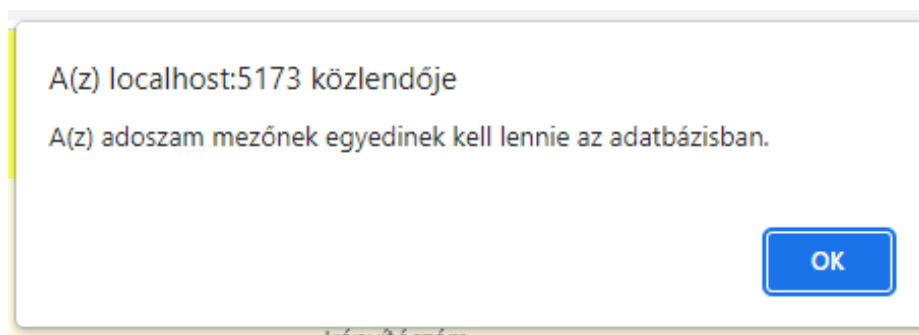 A(z) localhost:5173 közlendője
A(z) adoszam mezőnek egyedinek kell lennie az adatbázisban.
OK